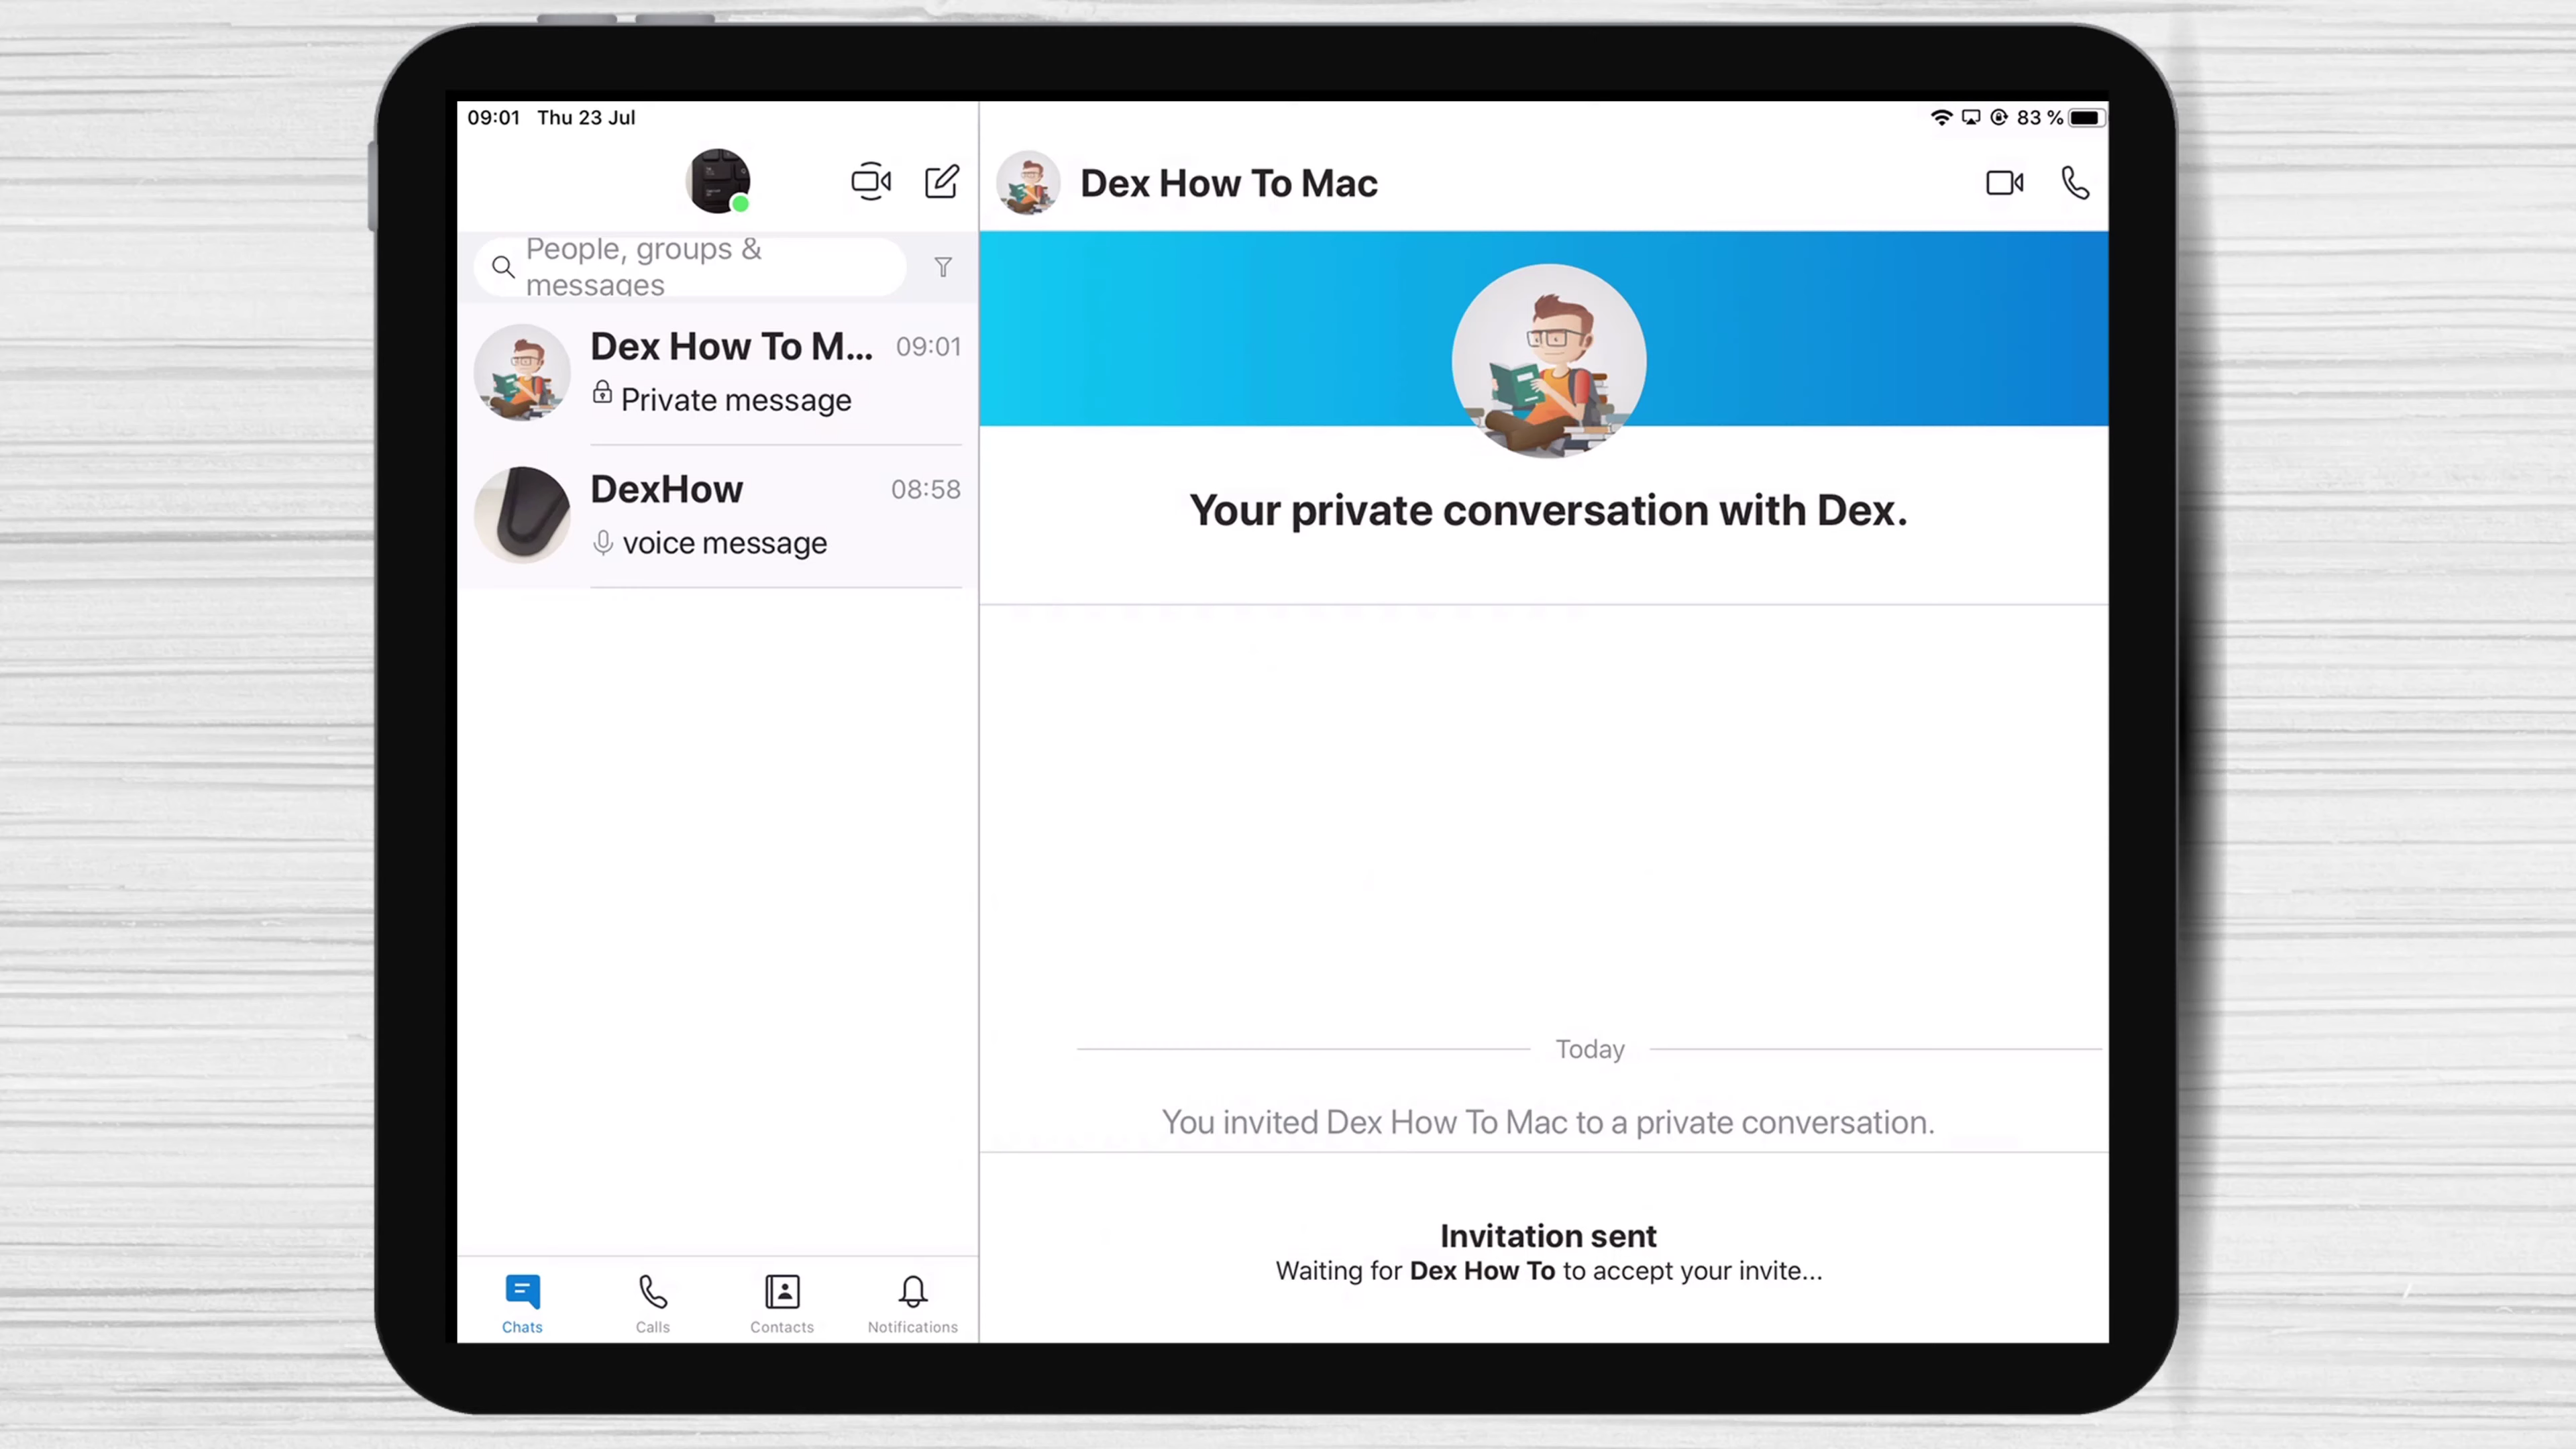 09:01 Thu 23 Jul
83 %
People, groups &
messages
Dex How To M... 09:01
Private message
DexHow 08:58
voice message
Chats
Calls
Contacts
Notifications
Dex How To Mac
Your private conversation with Dex.
Today
You invited Dex How To Mac to a private conversation.
Invitation sent
Waiting for Dex How To to accept your invite...